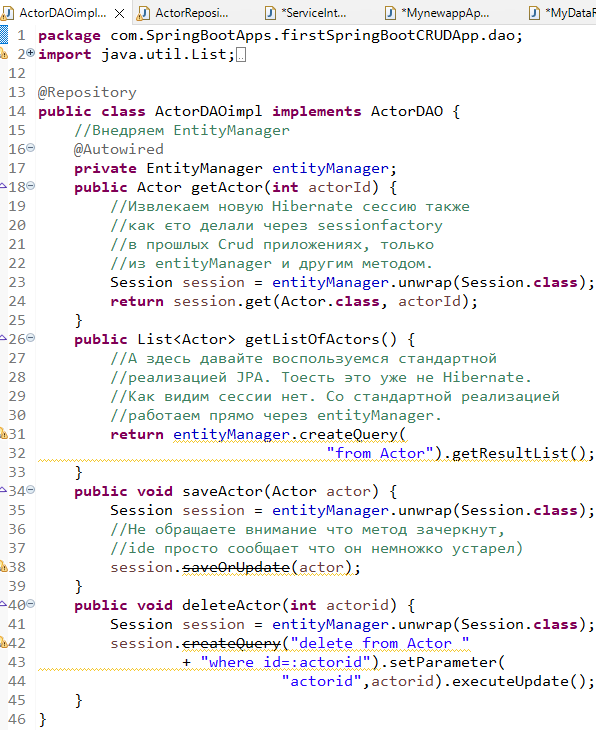 ActorDAOimpl... ActorReposi... *ServiceInt... *MynewappAp... *MyDataF
1 package com.SpringBootApps.firstSpringBootCRUDApp.dao;
2 import java.util.List;
12
13 @Repository
14 public class ActorDAOimpl implements ActorDAO {
15 //Внедряем EntityManager
16 @Autowired
17 private EntityManager entityManager;
18 public Actor getActor(int actorId) {
19 //Извлекаем новую Hibernate сессию также
20 //как єто делали через sessionfactory
21 //в прошлых Crud приложениях, только
22 //из entityManager и другим методом.
23 Session session = entityManager.unwrap(Session.class);
24 return session.get(Actor.class, actorId);
25 }
26 public List<Actor> getListOfActors() {
27 //А здесь давайте воспользуемся стандартной
28 //реализацией JPA. Тоесть это уже не Hibernate.
29 //Как видим сессии нет. Со стандартной реализацией
30 //работаем прямо через entityManager.
31 return entityManager.createQuery(
32 "from Actor").getResultList();
33 }
34 public void saveActor(Actor actor) {
35 Session session = entityManager.unwrap(Session.class);
36 //Не обращаете внимание что метод зачеркнут,
37 //ide просто сообщает что он немножко устарел)
38 session.saveOrUpdate(actor);
39 }
40 public void deleteActor(int actorid) {
41 Session session = entityManager.unwrap(Session.class);
42 session.createQuery("delete from Actor "
43 + "where id=:actorid").setParameter(
44 "actorid",actorid).executeUpdate();
45 }
46 }